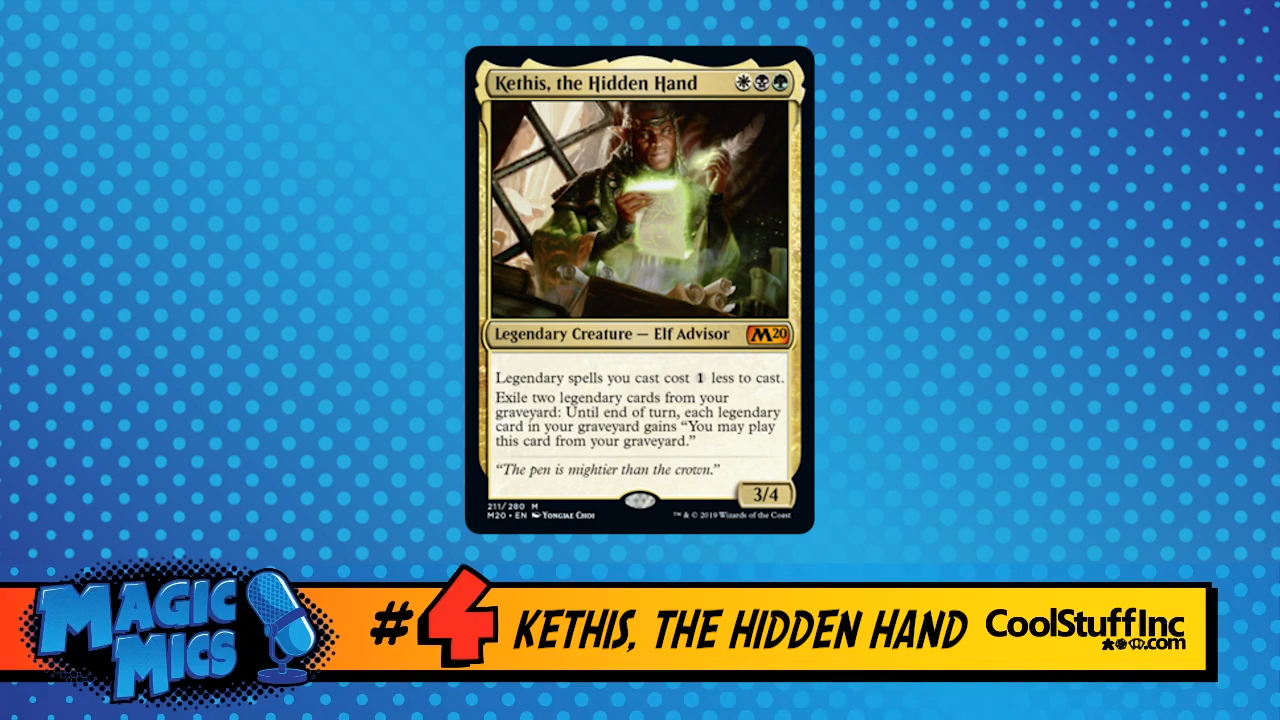 Kethis, the Hidden Hand
Legendary Creature — Elf Advisor
M20
Legendary spells you cast cost 1 less to cast.
Exile two legendary cards from your
graveyard: Until end of turn, each legendary
card in your graveyard gains “You may play
this card from your graveyard.”
“The pen is mightier than the crown.”
3/4
211/280 M
M20 • EN Yongjae Choi
™ & © 2019 Wizards of the Coast
MAGIC
MICS
#4 KETHIS, THE HIDDEN HAND
CoolStuffInc
.com